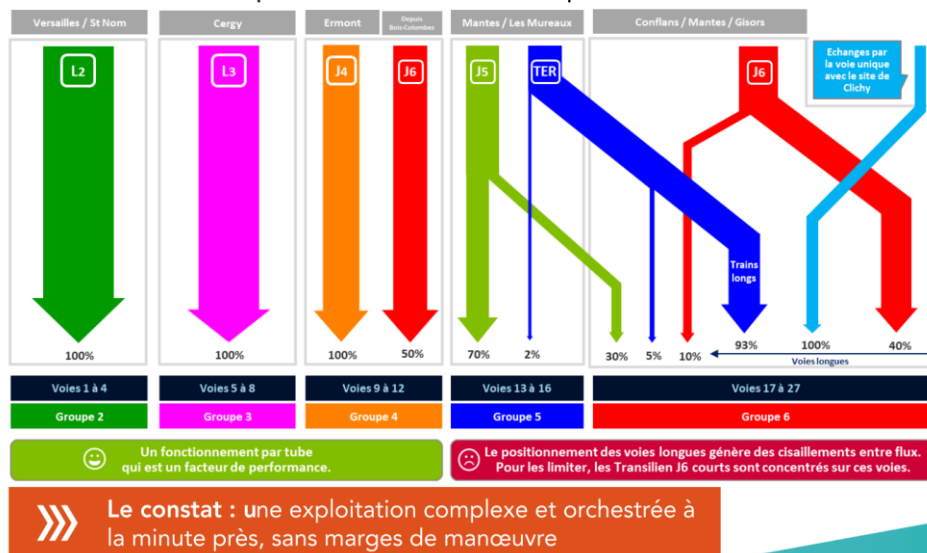 Versailles / St Nom
Cergy
Ermont
Depuis
Bois-Colombes
Mantes / Les Mureaux
Conflans / Mantes / Gisors
L2
L3
J4
J6
J5
TER
J6
Echanges par
la voie unique
avec le site de
Clichy
Trains
longs
100%
100%
100%
50%
70%
2%
30%
5%
10%
93%
100%
40%
Voies longues
Voies 1 à 4
Voies 5 à 8
Voies 9 à 12
Voies 13 à 16
Voies 17 à 27
Groupe 2
Groupe 3
Groupe 4
Groupe 5
Groupe 6
Un fonctionnement par tube
qui est un facteur de performance.
Le positionnement des voies longues génère des cisaillements entre flux.
Pour les limiter, les Transilien J6 courts sont concentrés sur ces voies.
Le constat : une exploitation complexe et orchestrée à
la minute près, sans marges de manœuvre